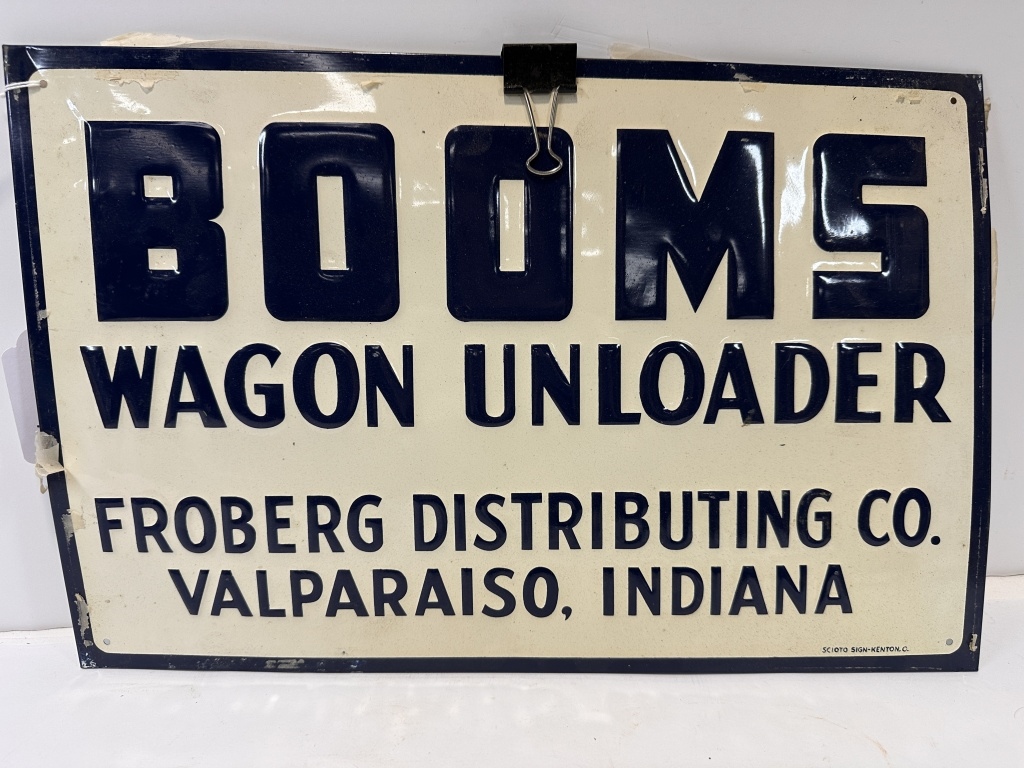 BOOMS
WAGON UNLOADER
FROBERG DISTRIBUTING CO.
VALPARAISO, INDIANA
SCIOTO SIGN-KENTON, O.